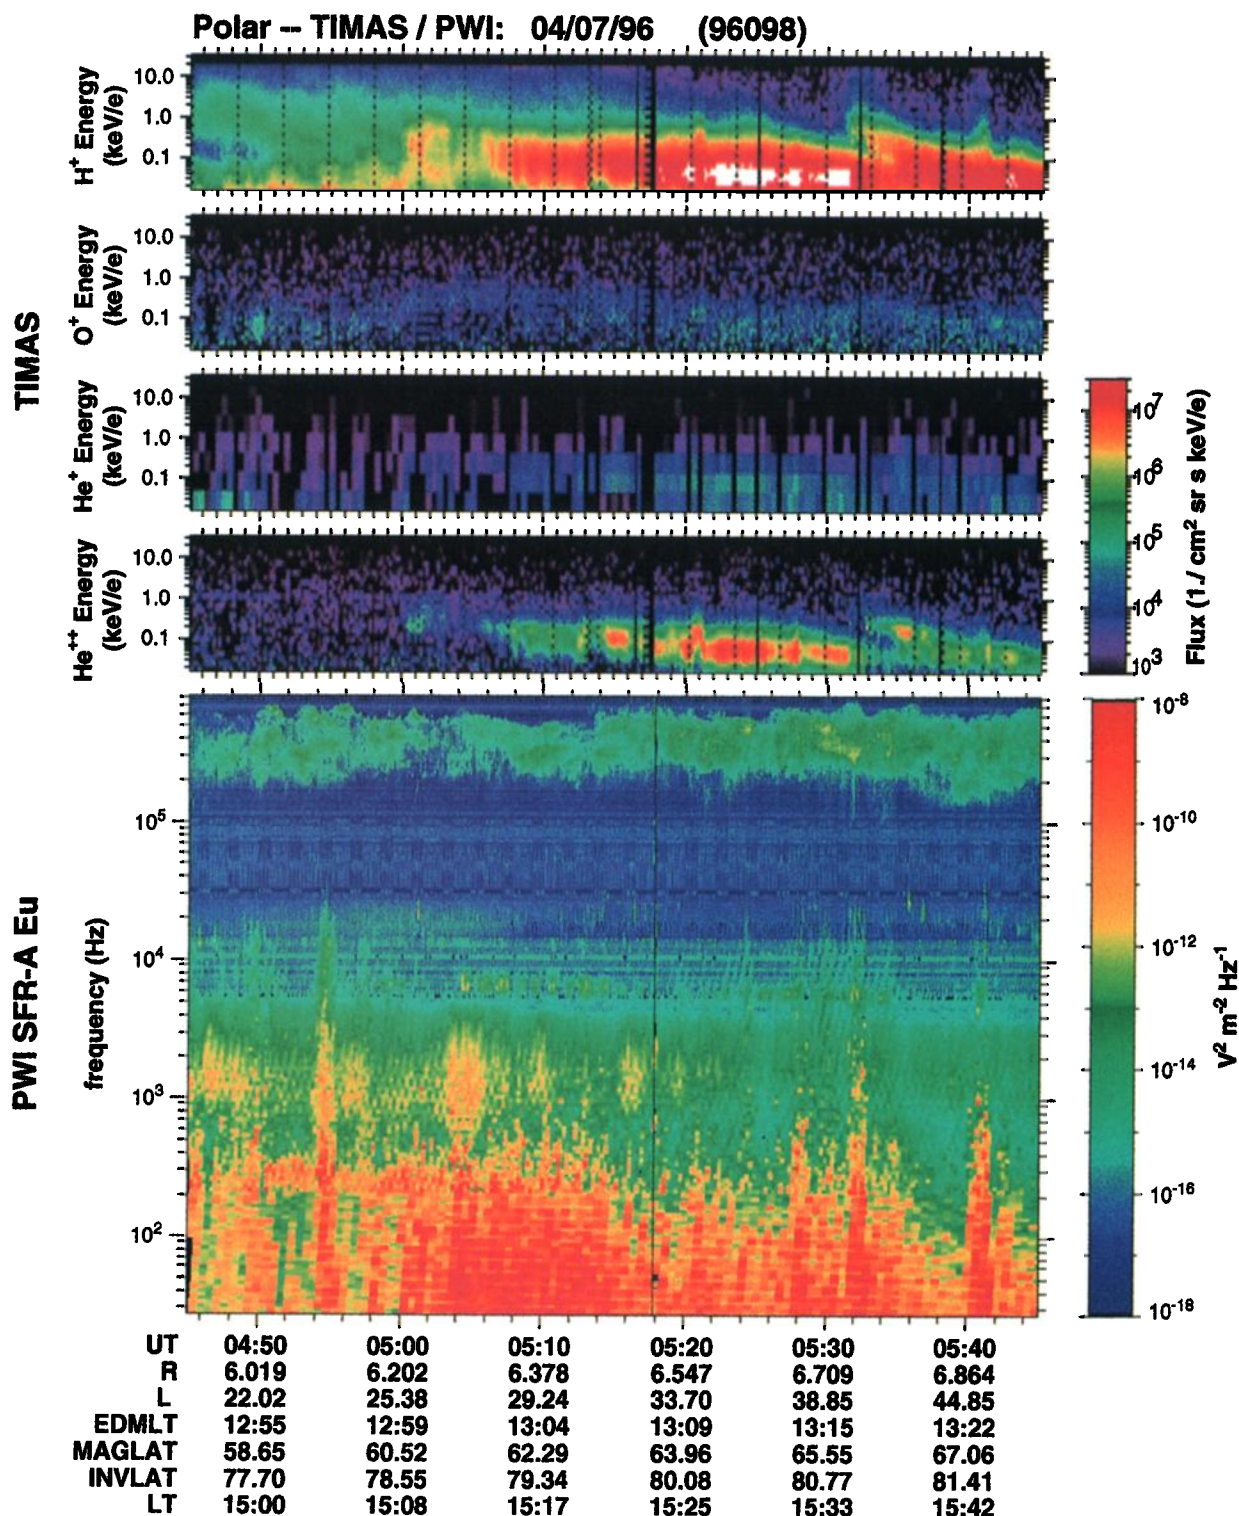 Polar -- TIMAS / PWI: 04/07/96 (96098)
TIMAS
H+ Energy (keV/e)
10.0
1.0
0.1
O+ Energy (keV/e)
10.0
1.0
0.1
He+ Energy (keV/e)
10.0
1.0
0.1
He++ Energy (keV/e)
10.0
1.0
0.1
10^7
10^6
10^5
10^4
10^3
Flux (1./ cm^2 sr s keV/e)
PWI SFR-A Eu
frequency (Hz)
10^5
10^4
10^3
10^2
10^-8
10^-10
10^-12
10^-14
10^-16
10^-18
V^2 m^-2 Hz^-1
UT 04:50 05:00 05:10 05:20 05:30 05:40
R 6.019 6.202 6.378 6.547 6.709 6.864
L 22.02 25.38 29.24 33.70 38.85 44.85
EDMLT 12:55 12:59 13:04 13:09 13:15 13:22
MAGLAT 58.65 60.52 62.29 63.96 65.55 67.06
INVLAT 77.70 78.55 79.34 80.08 80.77 81.41
LT 15:00 15:08 15:17 15:25 15:33 15:42